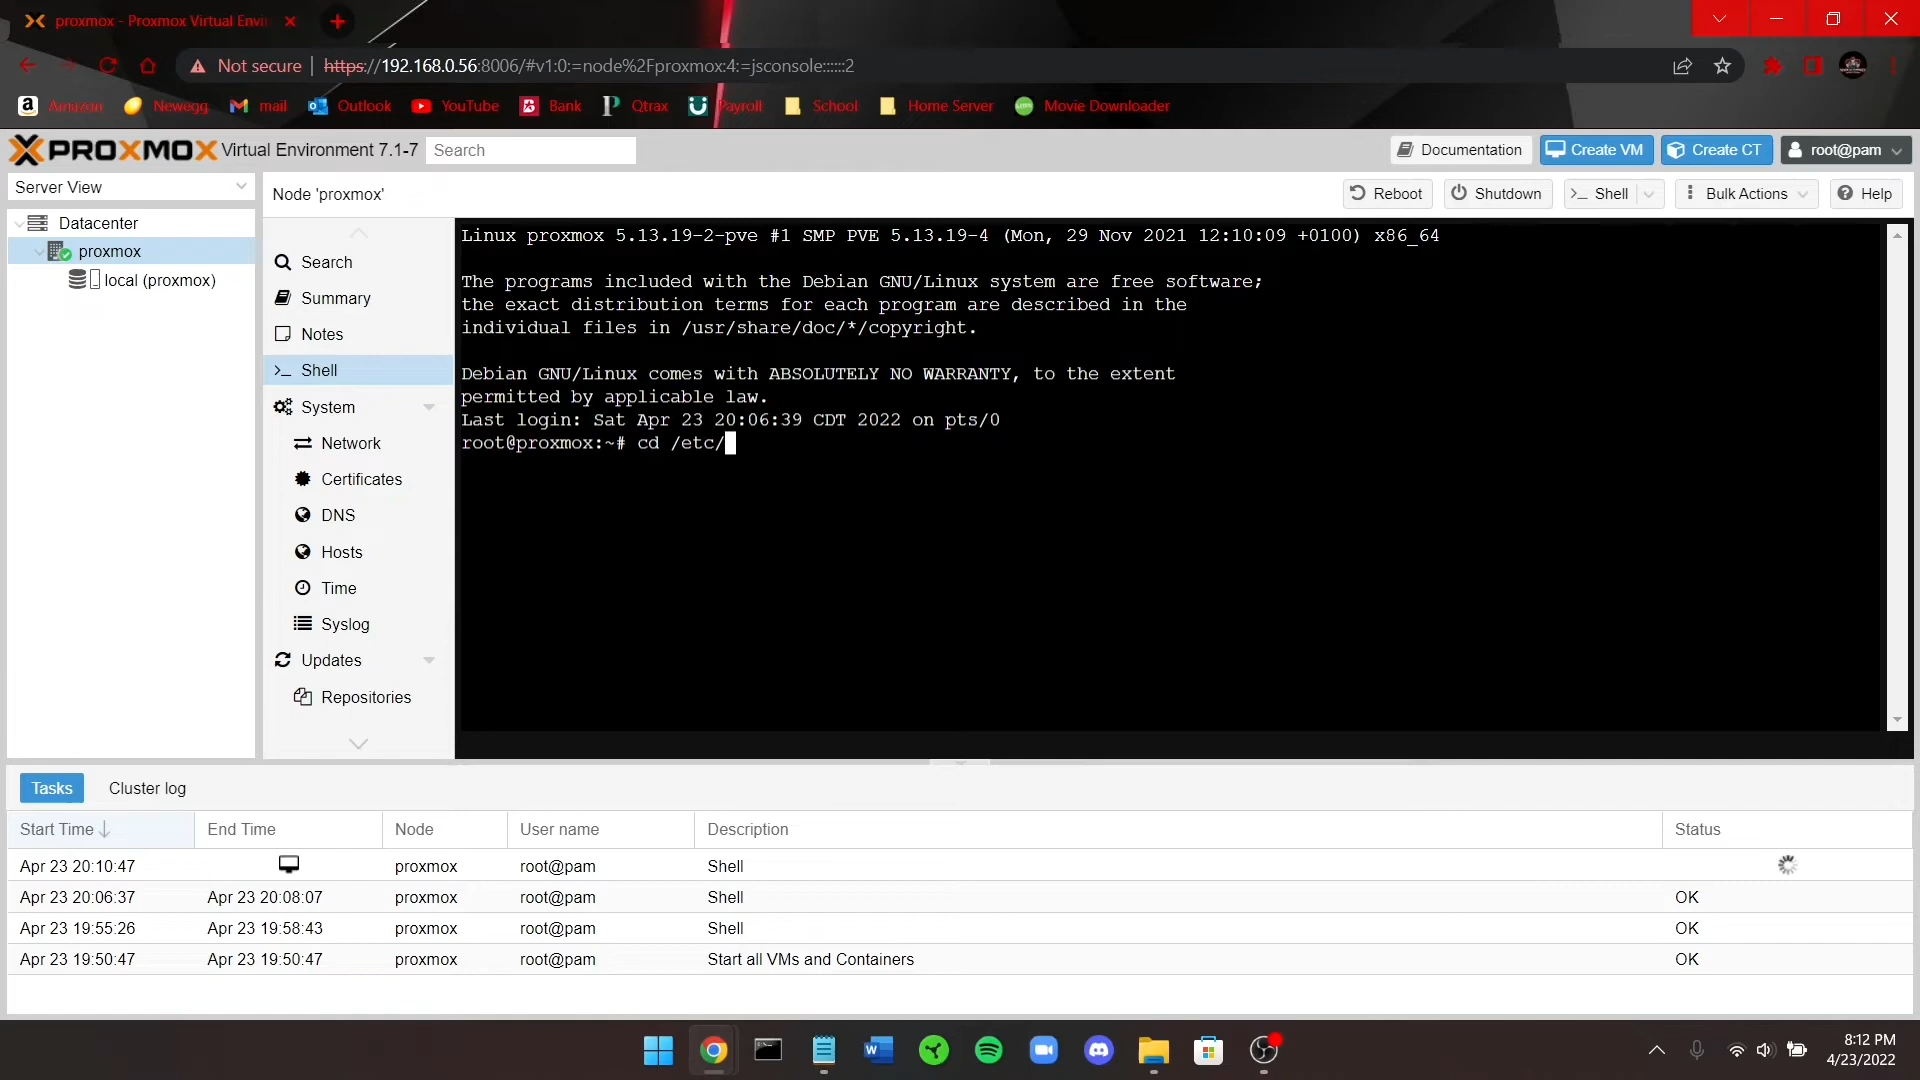 proxmox - Proxmox Virtual Envi
Not secure
https://192.168.0.56:8006/#v1:0:=node%2Fproxmox:4:=jsconsole::::::2
Amazon
Newegg
mail
Outlook
YouTube
Bank
Qtrax
Payroll
School
Home Server
Movie Downloader
PROXMOX Virtual Environment 7.1-7
Search
Documentation
Create VM
Create CT
root@pam
Server View
Node 'proxmox'
Reboot
Shutdown
Shell
Bulk Actions
Help
Datacenter
proxmox
local (proxmox)
Search
Summary
Notes
Shell
System
Network
Certificates
DNS
Hosts
Time
Syslog
Updates
Repositories
Linux proxmox 5.13.19-2-pve #1 SMP PVE 5.13.19-4 (Mon, 29 Nov 2021 12:10:09 +0100) x86_64
The programs included with the Debian GNU/Linux system are free software;
the exact distribution terms for each program are described in the
individual files in /usr/share/doc/*/copyright.
Debian GNU/Linux comes with ABSOLUTELY NO WARRANTY, to the extent
permitted by applicable law.
Last login: Sat Apr 23 20:06:39 CDT 2022 on pts/0
root@proxmox:~# cd /etc/
Tasks
Cluster log
Start Time End Time Node User name Description Status
Apr 23 20:10:47 proxmox root@pam Shell
Apr 23 20:06:37 Apr 23 20:08:07 proxmox root@pam Shell OK
Apr 23 19:55:26 Apr 23 19:58:43 proxmox root@pam Shell OK
Apr 23 19:50:47 Apr 23 19:50:47 proxmox root@pam Start all VMs and Containers OK
8:12 PM
4/23/2022